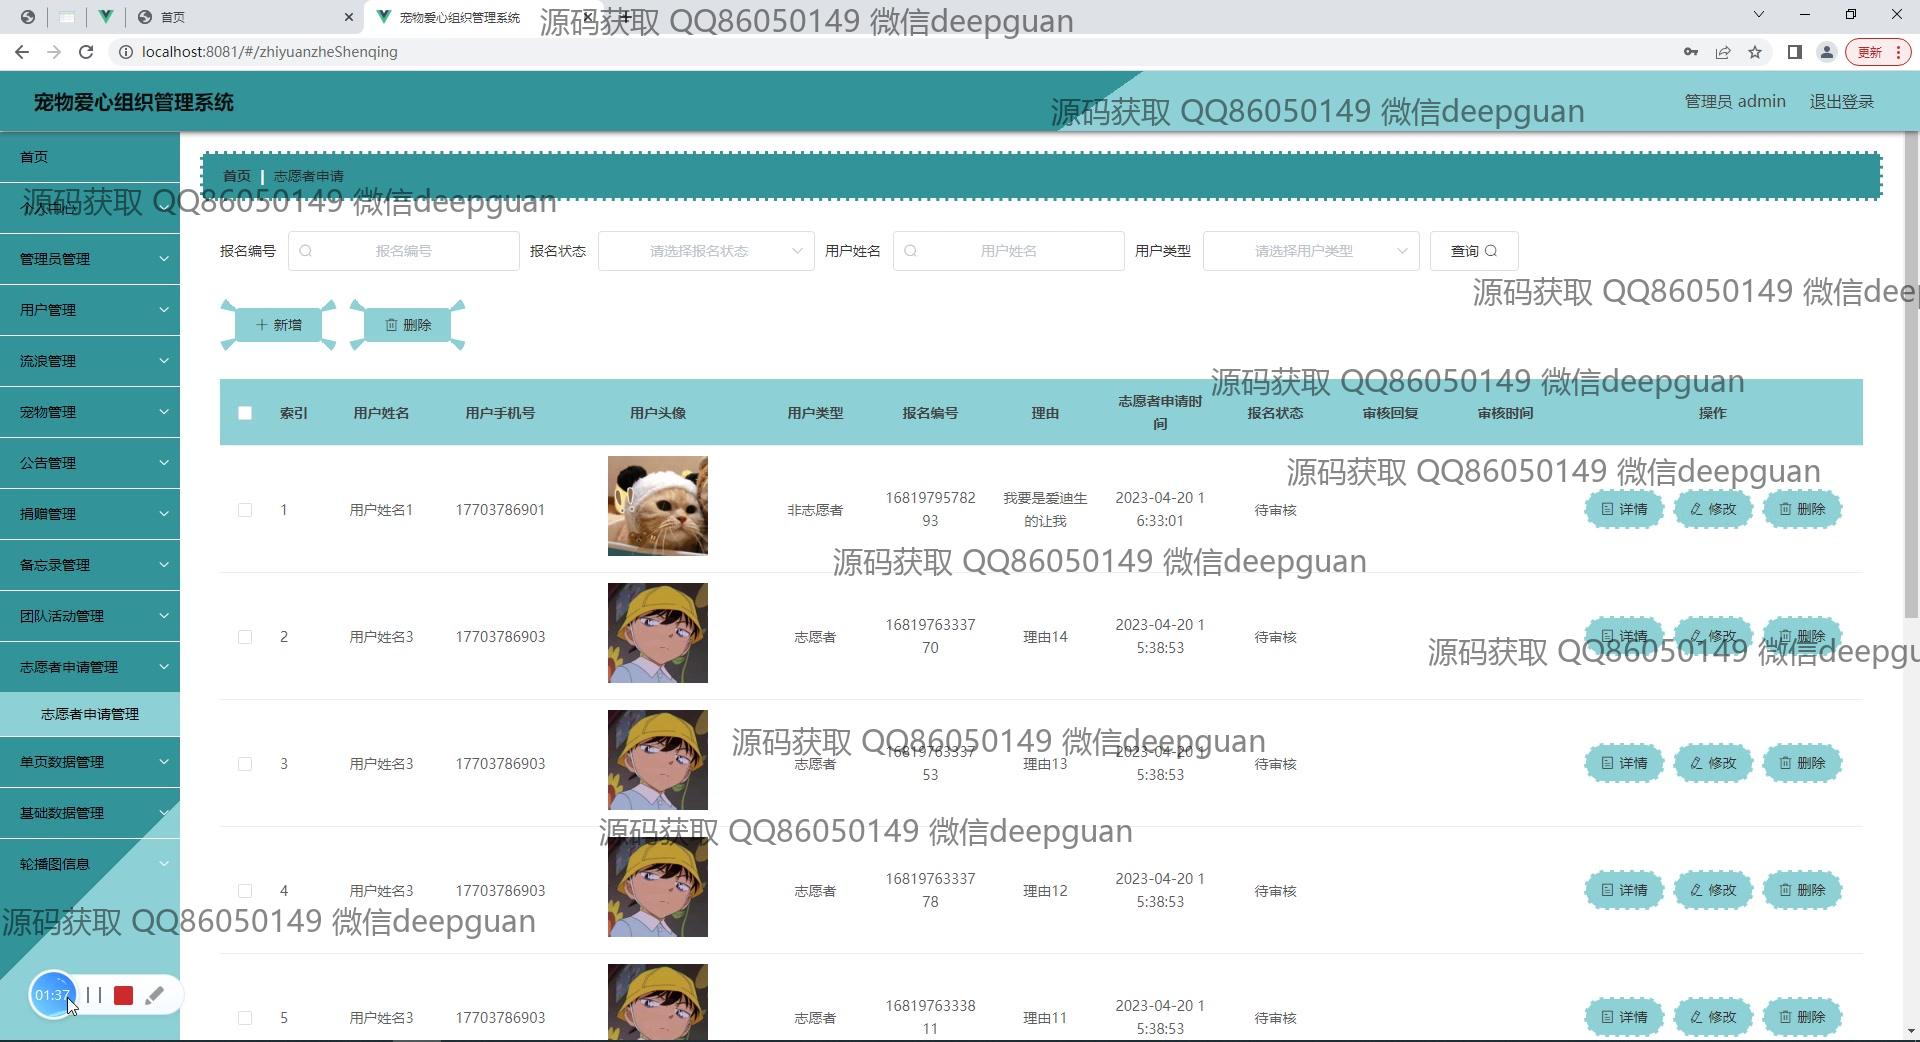 首页
宠物爱心组织管理系统
源码获取 QQ86050149 微信deepguan
localhost:8081/#/zhiyuanzheShenqing
更新
宠物爱心组织管理系统
源码获取 QQ86050149 微信deepguan
管理员 admin 退出登录
首页
个人中心
管理员管理
用户管理
流浪管理
宠物管理
公告管理
捐赠管理
备忘录管理
团队活动管理
志愿者申请管理
志愿者申请管理
单页数据管理
基础数据管理
轮播图信息
首页 | 志愿者申请
源码获取 QQ86050149 微信deepguan
报名编号 报名编号 报名状态 请选择报名状态 用户姓名 用户姓名 用户类型 请选择用户类型 查询
源码获取 QQ86050149 微信dee
新增 删除
源码获取 QQ86050149 微信deepguan
索引 用户姓名 用户手机号 用户头像 用户类型 报名编号 理由 志愿者申请时间 报名状态 审核回复 审核时间 操作
源码获取 QQ86050149 微信deepguan
1 用户姓名1 17703786901 非志愿者 1681979578293 我要是爱迪生的让我 2023-04-20 16:33:01 待审核 详情 修改 删除
源码获取 QQ86050149 微信deepguan
2 用户姓名3 17703786903 志愿者 1681976333770 理由14 2023-04-20 15:38:53 待审核 详情 修改 删除
源码获取 QQ86050149 微信deepgu
源码获取 QQ86050149 微信deepguan
3 用户姓名3 17703786903 志愿者 1681976333753 理由13 2023-04-20 15:38:53 待审核 详情 修改 删除
源码获取 QQ86050149 微信deepguan
4 用户姓名3 17703786903 志愿者 1681976333778 理由12 2023-04-20 15:38:53 待审核 详情 修改 删除
源码获取 QQ86050149 微信deepguan
5 用户姓名3 17703786903 志愿者 1681976333811 理由11 2023-04-20 15:38:53 待审核 详情 修改 删除
01:37